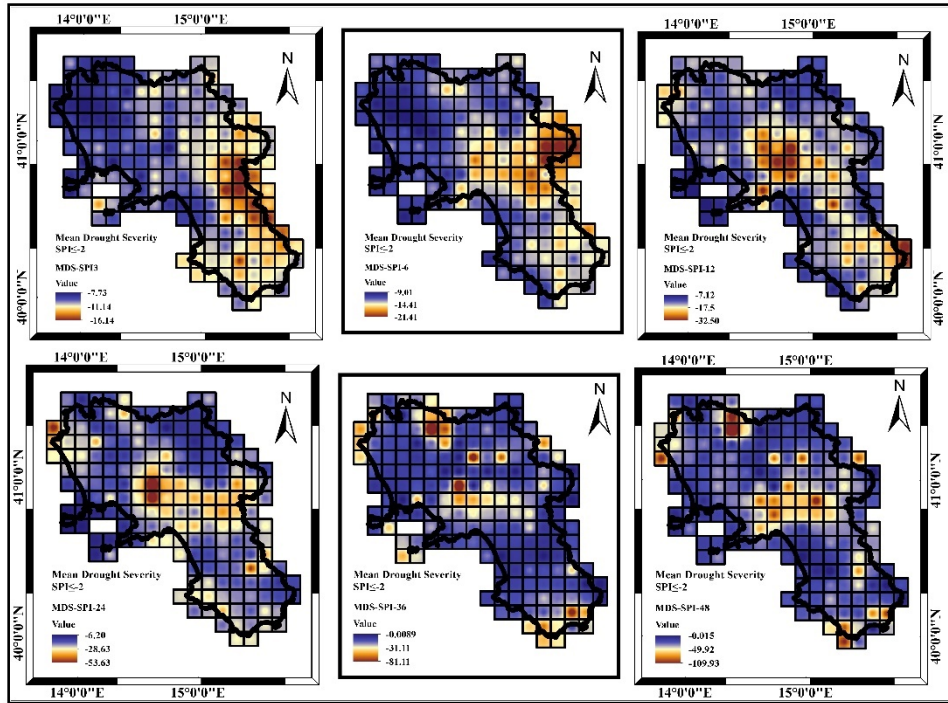 14°0'0"E 15°0'0"E
N
41°0'0"N
40°0'0"N
Mean Drought Severity
SPI≤-2
MDS-SPI3
Value
-7.73
-11.14
-16.14
N
Mean Drought Severity
SPI≤-2
MDS-SPI-6
Value
-9.01
-14.41
-21.41
14°0'0"E 15°0'0"E
N
41°0'0"N
40°0'0"N
Mean Drought Severity
SPI≤-2
MDS-SPI-12
Value
-7.12
-17.5
-32.50
14°0'0"E 15°0'0"E
N
41°0'0"N
40°0'0"N
Mean Drought Severity
SPI≤-2
MDS-SPI-24
Value
-6,20
-28.63
-53.63
14°0'0"E 15°0'0"E
N
Mean Drought Severity
SPI≤-2
MDS-SPI-36
Value
-0,0089
-31.11
-81.11
14°0'0"E 15°0'0"E
N
41°0'0"N
40°0'0"N
Mean Drought Severity
SPI≤-2
MDS-SPI-48
Value
-0.015
-49.92
-109.93
14°0'0"E 15°0'0"E